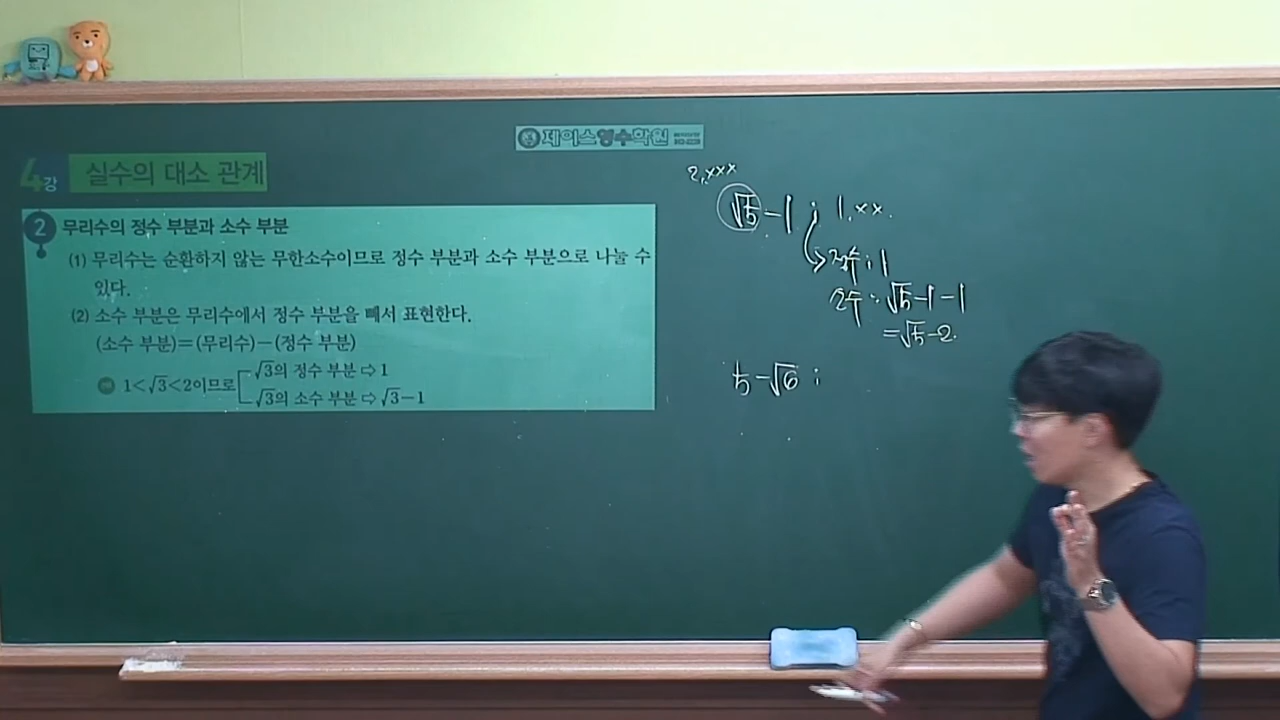 제이스영수학원
4강 실수의 대소 관계
2 무리수의 정수 부분과 소수 부분
(1) 무리수는 순환하지 않는 무한소수이므로 정수 부분과 소수 부분으로 나눌 수
있다.
(2) 소수 부분은 무리수에서 정수 부분을 빼서 표현한다.
(소수 부분)=(무리수)−(정수 부분)
1<√3<2이므로
√3의 정수 부분 ⇨ 1
√3의 소수 부분 ⇨ √3−1
2.×××
√5−1 : 1.××.
정수 : 1
소수 : √5−1−1
=√5−2.
5−√6 :